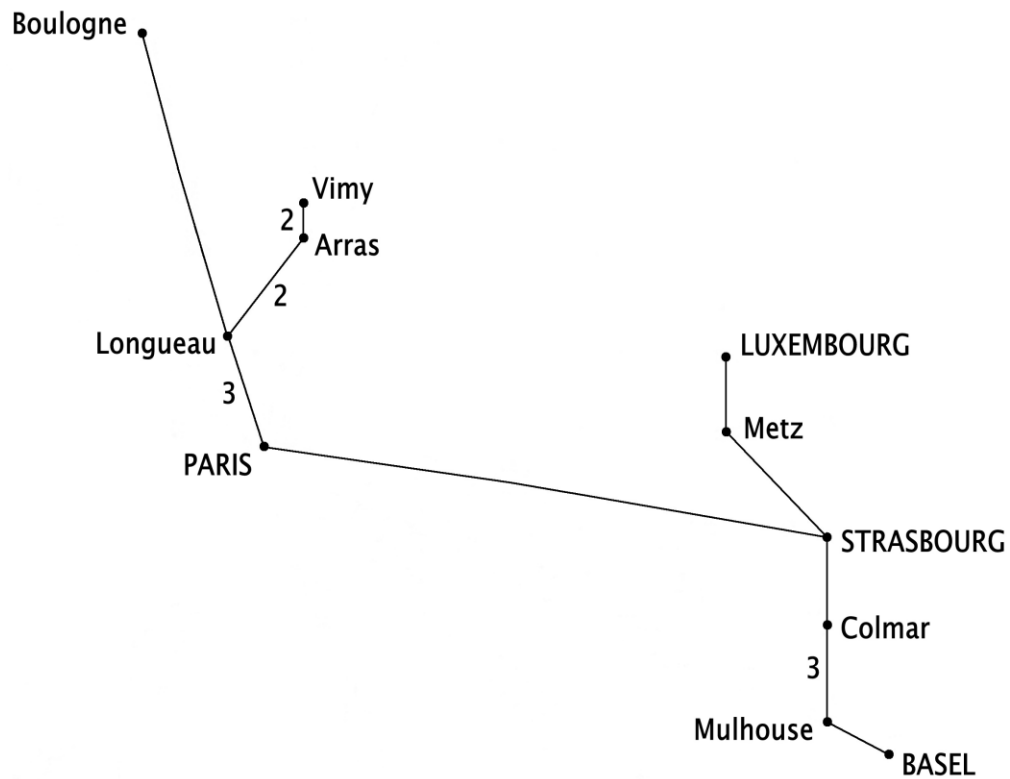 Boulogne
Vimy
2
Arras
2
Longueau
3
PARIS
LUXEMBOURG
Metz
STRASBOURG
Colmar
3
Mulhouse
BASEL